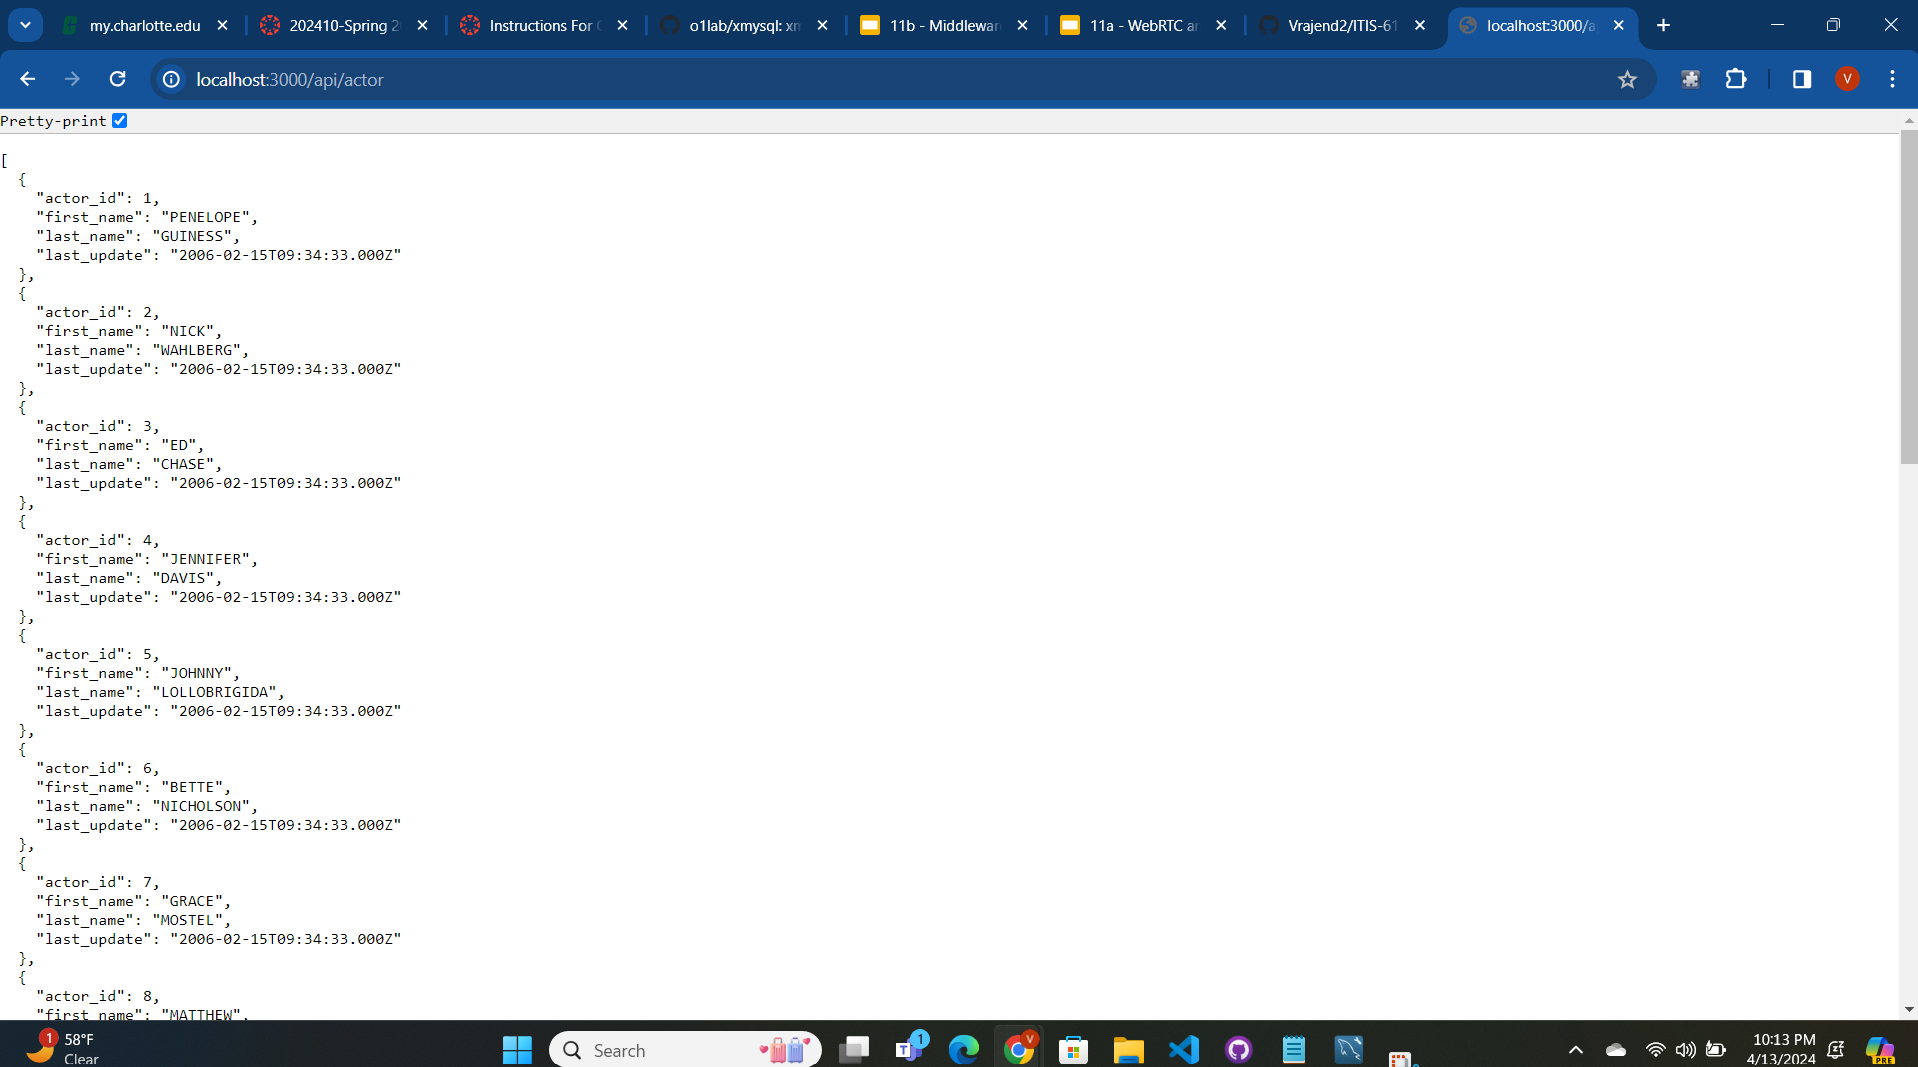 my.charlotte.edu
202410-Spring 2
Instructions For
o1lab/xmysql: xm
11b - Middleware
11a - WebRTC ar
Vrajend2/ITIS-61
localhost:3000/a
localhost:3000/api/actor
V
Pretty-print
[
{
"actor_id": 1,
"first_name": "PENELOPE",
"last_name": "GUINESS",
"last_update": "2006-02-15T09:34:33.000Z"
},
{
"actor_id": 2,
"first_name": "NICK",
"last_name": "WAHLBERG",
"last_update": "2006-02-15T09:34:33.000Z"
},
{
"actor_id": 3,
"first_name": "ED",
"last_name": "CHASE",
"last_update": "2006-02-15T09:34:33.000Z"
},
{
"actor_id": 4,
"first_name": "JENNIFER",
"last_name": "DAVIS",
"last_update": "2006-02-15T09:34:33.000Z"
},
{
"actor_id": 5,
"first_name": "JOHNNY",
"last_name": "LOLLOBRIGIDA",
"last_update": "2006-02-15T09:34:33.000Z"
},
{
"actor_id": 6,
"first_name": "BETTE",
"last_name": "NICHOLSON",
"last_update": "2006-02-15T09:34:33.000Z"
},
{
"actor_id": 7,
"first_name": "GRACE",
"last_name": "MOSTEL",
"last_update": "2006-02-15T09:34:33.000Z"
},
{
"actor_id": 8,
"first_name": "MATTHEW",
1
58°F
Clear
Search
1
V
10:13 PM
4/13/2024
PRE